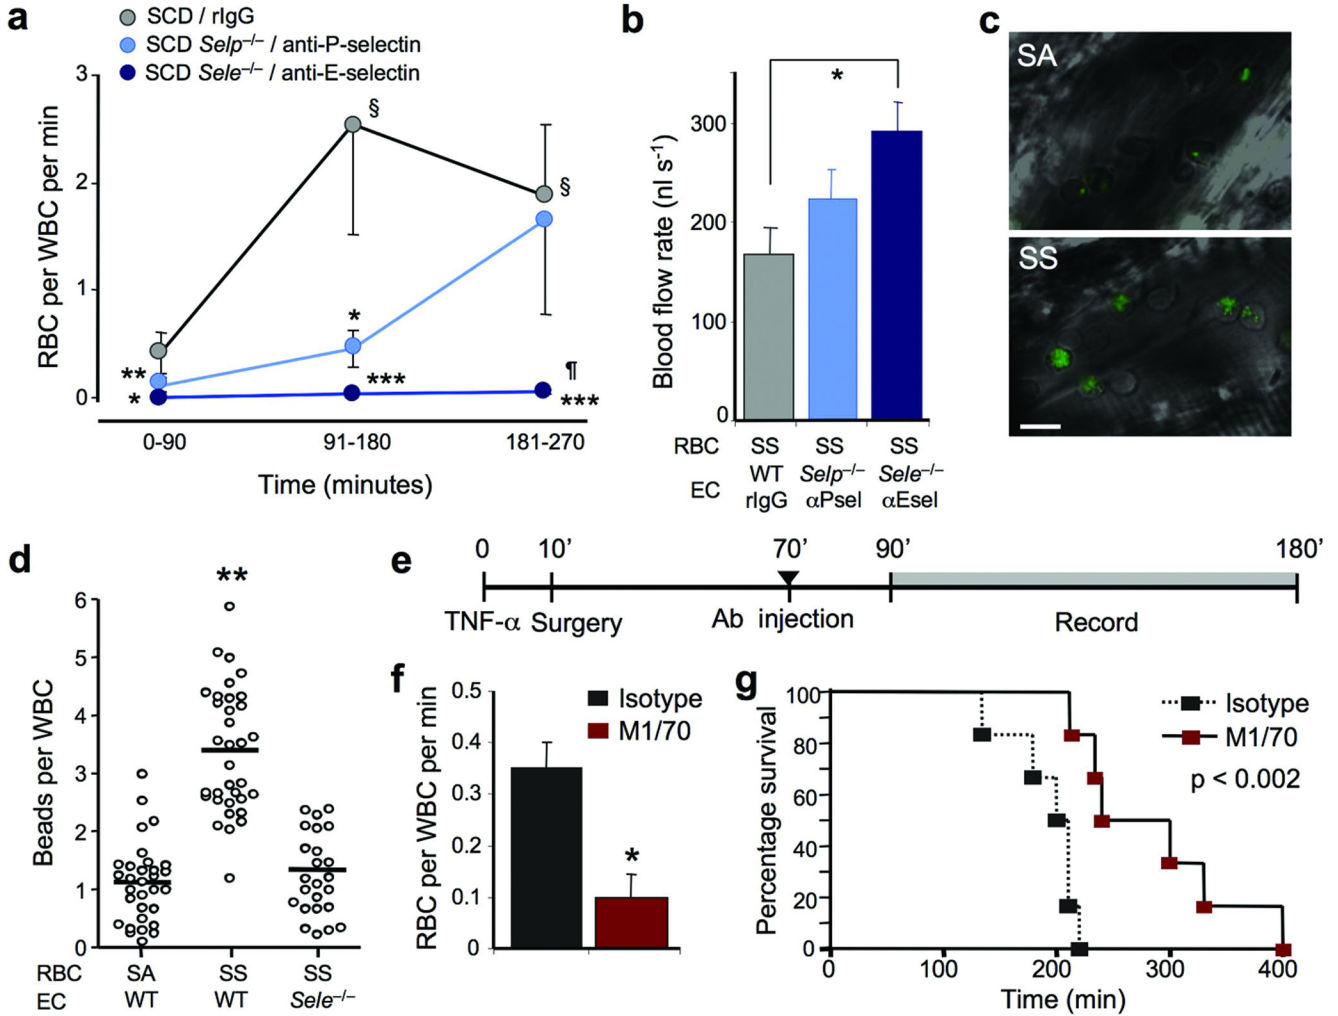 a
SCD / rIgG
SCD Selp–/– / anti-P-selectin
SCD Sele–/– / anti-E-selectin
RBC per WBC per min
3
2
1
0
§
§
**
*
*
***
¶
***
0-90
91-180
181-270
Time (minutes)
b
*
Blood flow rate (nl s-1)
300
200
100
0
RBC SS SS SS
EC WT Selp–/– Sele–/–
rIgG αPsel αEsel
c
SA
SS
d
**
Beads per WBC
6
5
4
3
2
1
0
RBC SA SS SS
EC WT WT Sele–/–
e
0 10’ 70’ 90’ 180’
TNF-α Surgery Ab injection Record
f
RBC per WBC per min
0.5
0.4
0.3
0.2
0.1
0
Isotype
M1/70
*
g
Percentage survival
100
80
60
40
20
0
Isotype
M1/70
p < 0.002
0 100 200 300 400
Time (min)